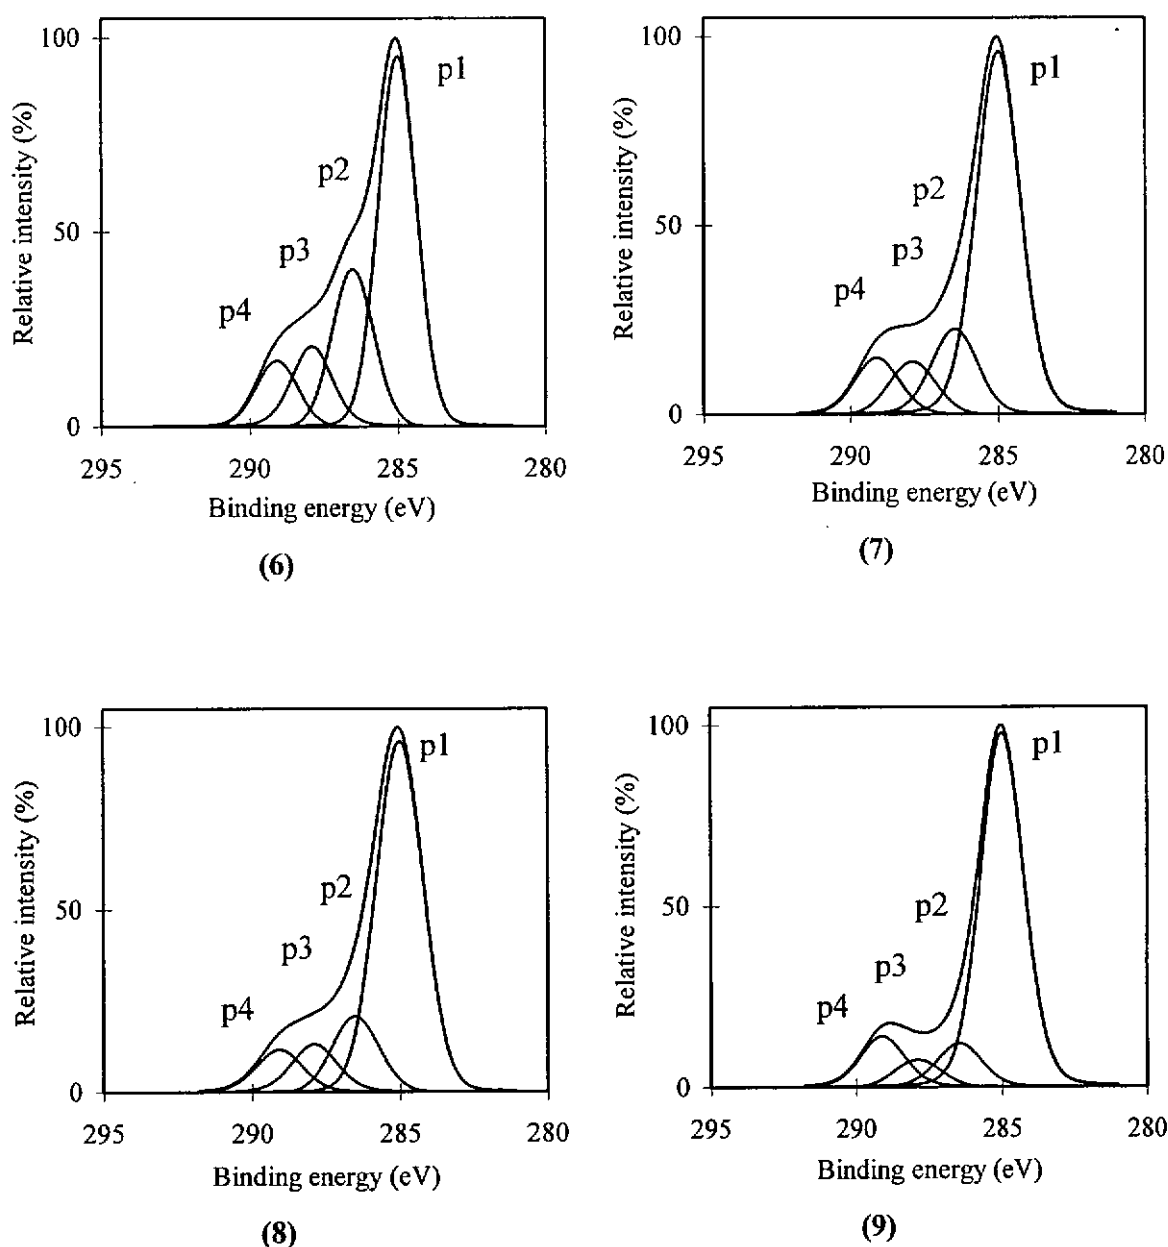 100
p1
p2
50
p3
p4
0
295 290 285 280
Relative intensity (%)
Binding energy (eV)
(6)
100
p1
p2
50
p3
p4
0
295 290 285 280
Relative intensity (%)
Binding energy (eV)
(7)
100
p1
p2
50
p3
p4
0
295 290 285 280
Relative intensity (%)
Binding energy (eV)
(8)
100
p1
p2
50
p3
p4
0
295 290 285 280
Relative intensity (%)
Binding energy (eV)
(9)